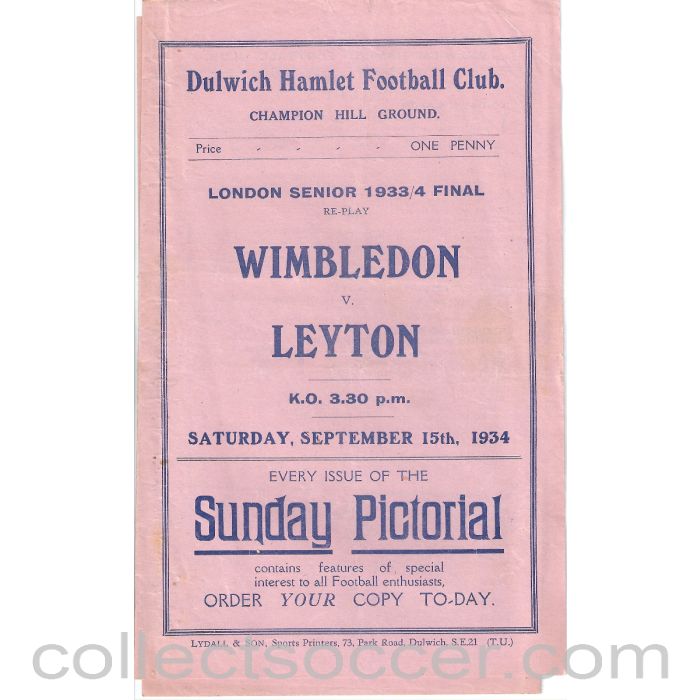 Dulwich Hamlet Football Club.
CHAMPION HILL GROUND.
Price - - - - ONE PENNY
LONDON SENIOR 1933/4 FINAL
RE-PLAY
WIMBLEDON
V.
LEYTON
K.O. 3.30 p.m.
SATURDAY, SEPTEMBER 15th, 1934
EVERY ISSUE OF THE
Sunday Pictorial
contains features of special
interest to all Football enthusiasts,
ORDER YOUR COPY TO-DAY.
LYDALL & SON, Sports Printers, 73, Park Road, Dulwich, S.E.21 (T.U.)
collectsoccer.com